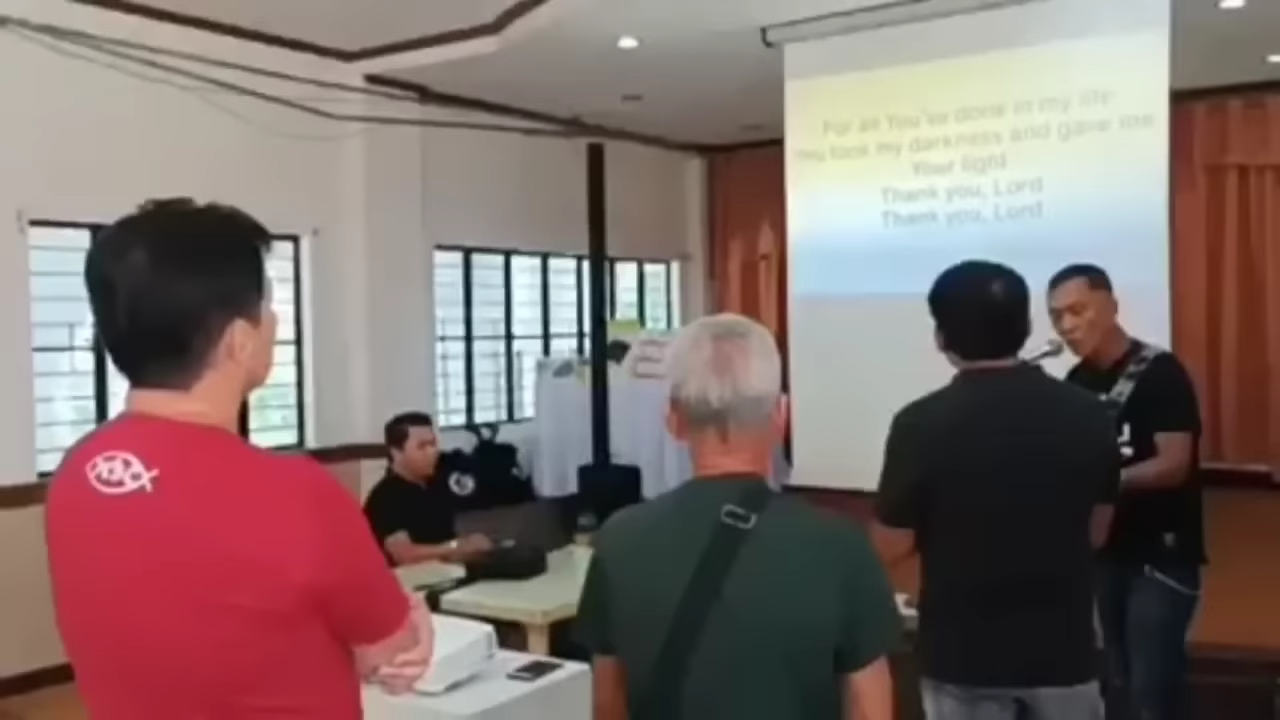 For all You've done in my life
You took my darkness and gave me
Your light
Thank you, Lord
Thank you, Lord